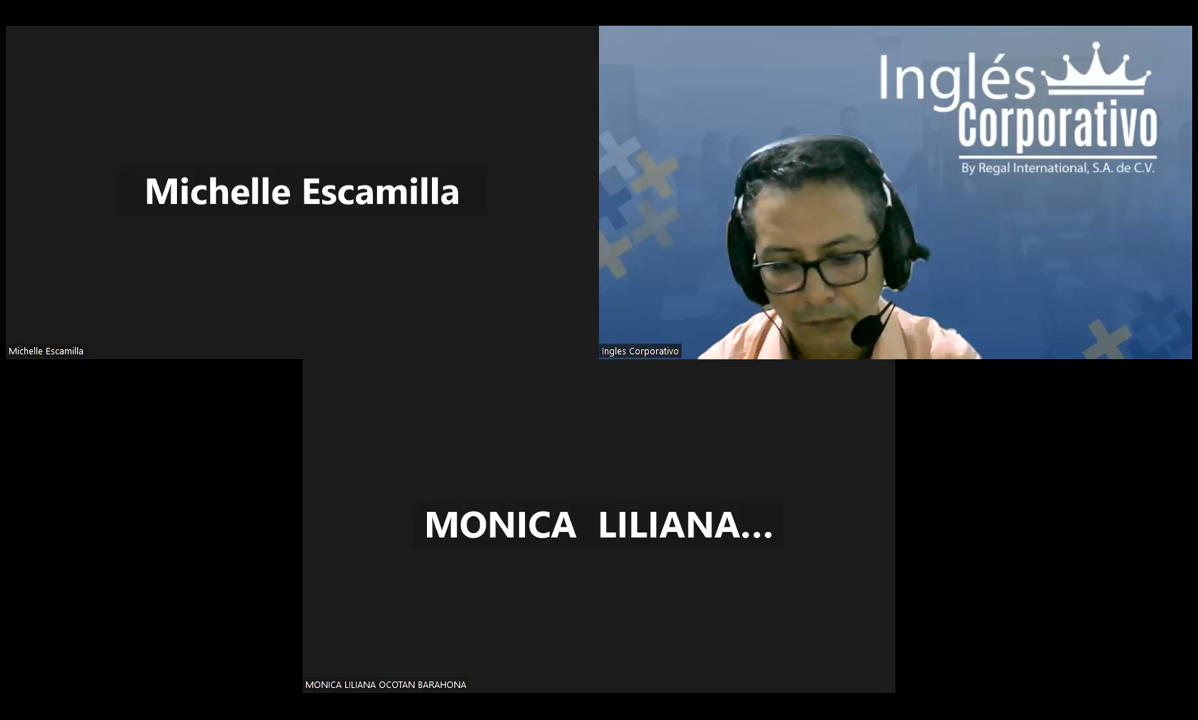 Michelle Escamilla
Michelle Escamilla
Inglés
Corporativo
By Regal International, S.A. de C.V.
Ingles Corporativo
MONICA LILIANA...
MONICA LILIANA OCOTAN BARAHONA